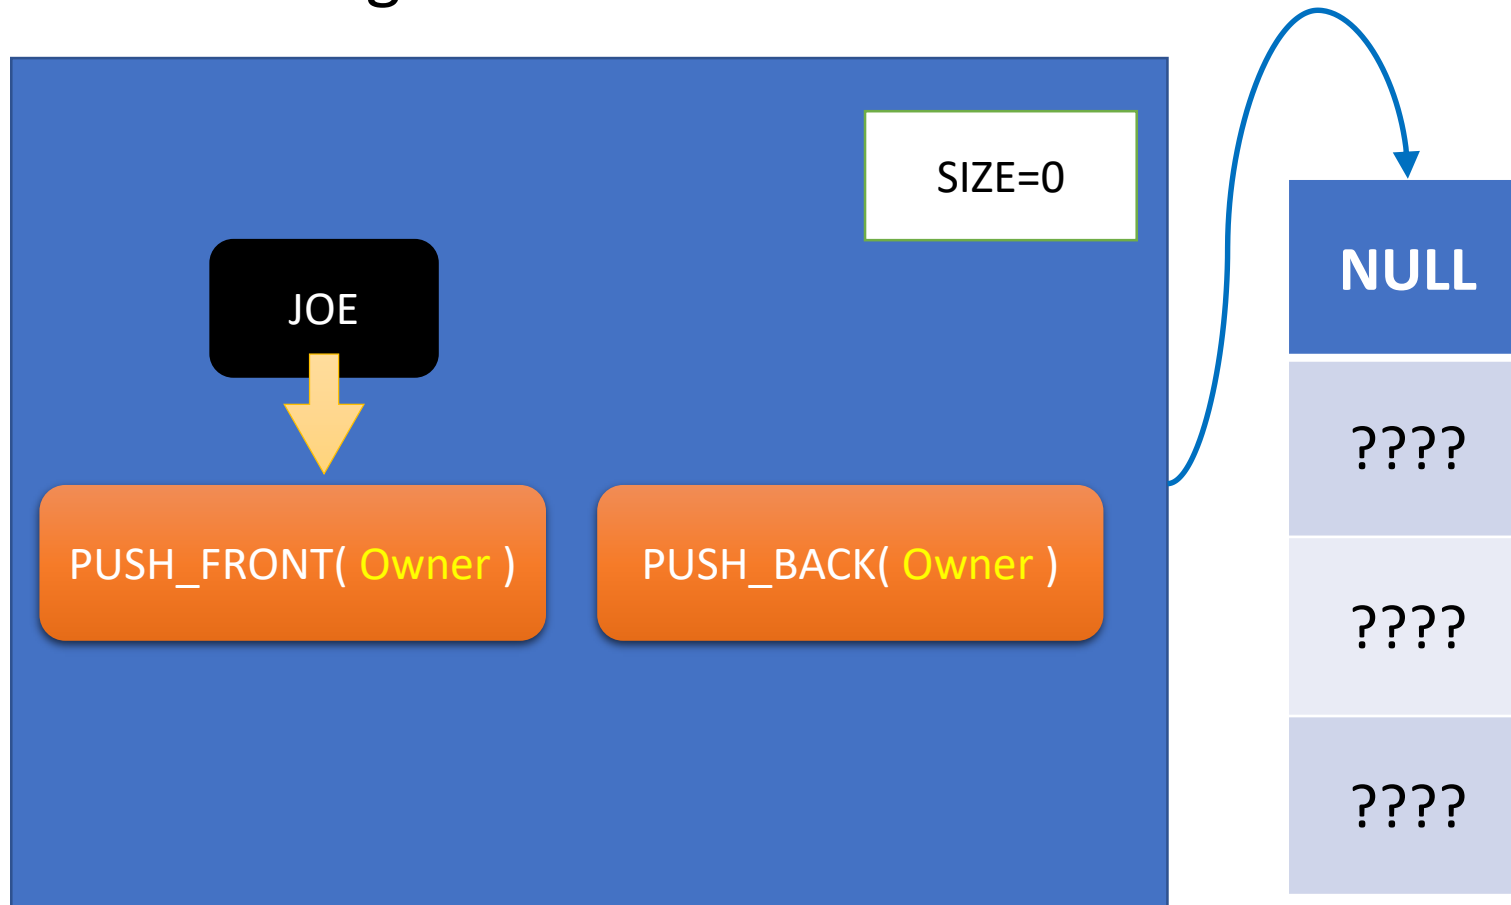 SIZE=0
JOE
PUSH_FRONT( Owner )
PUSH_BACK( Owner )
NULL
????
????
????